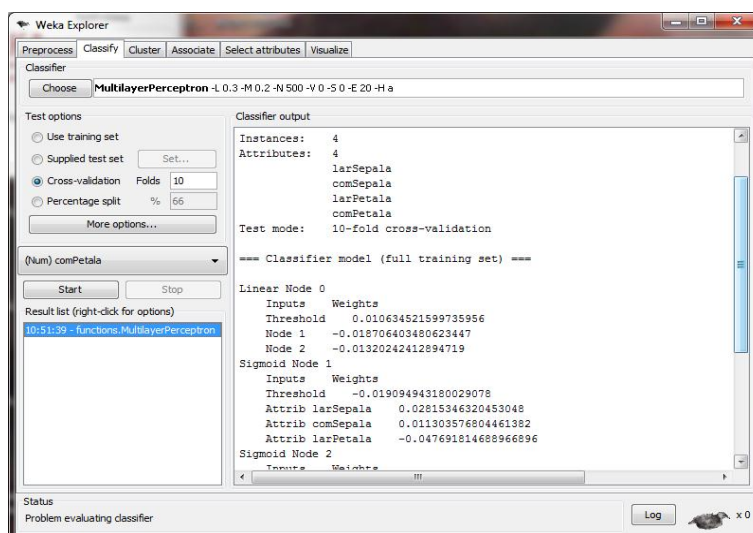 Weka Explorer
Preprocess Classify Cluster Associate Select attributes Visualize
Classifier
Choose MultilayerPerceptron -L 0.3 -M 0.2 -N 500 -V 0 -S 0 -E 20 -H a
Test options
Use training set
Supplied test set Set...
Cross-validation Folds 10
Percentage split % 66
More options...
(Num) comPetala
Start Stop
Result list (right-click for options)
10:51:39 - functions.MultilayerPerceptron
Classifier output
Instances: 4
Attributes: 4
larSepala
comSepala
larPetala
comPetala
Test mode: 10-fold cross-validation
=== Classifier model (full training set) ===
Linear Node 0
Inputs Weights
Threshold 0.010634521599735956
Node 1 -0.018706403480623447
Node 2 -0.01320242412894719
Sigmoid Node 1
Inputs Weights
Threshold -0.019094943180029078
Attrib larSepala 0.02815346320453048
Attrib comSepala 0.011303576804461382
Attrib larPetala -0.047691814688966896
Sigmoid Node 2
Inputs Weights
Status
Problem evaluating classifier
Log
x 0